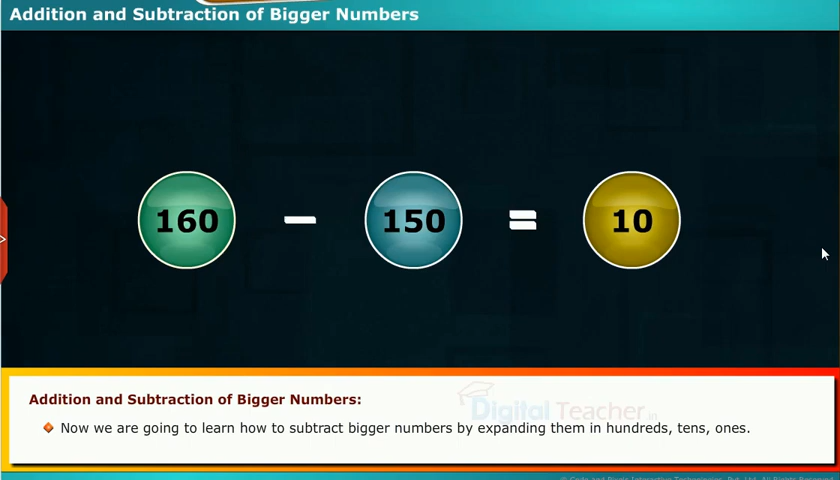 Addition and Subtraction of Bigger Numbers
160 − 150 = 10
Addition and Subtraction of Bigger Numbers:
Digital Teacher.in
Now we are going to learn how to subtract bigger numbers by expanding them in hundreds, tens, ones.